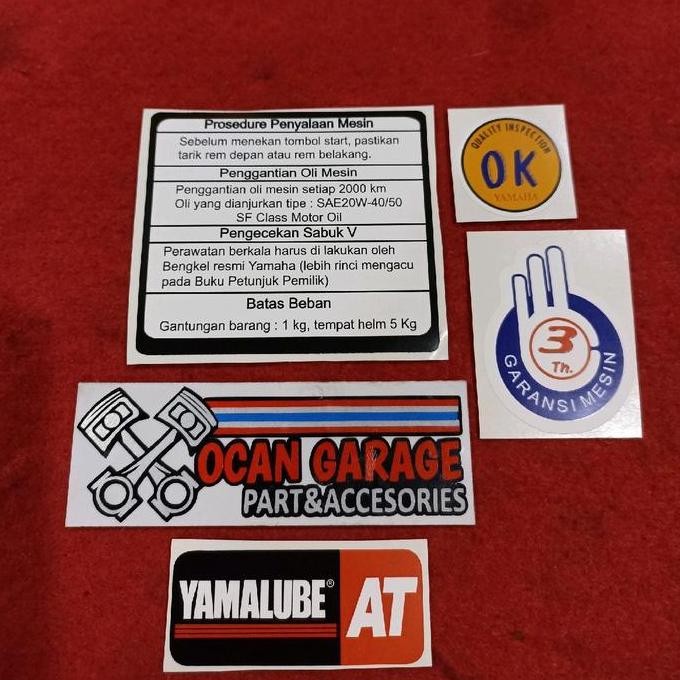 Prosedure Penyalaan Mesin
Sebelum menekan tombol start, pastikan
tarik rem depan atau rem belakang.
Penggantian Oli Mesin
Penggantian oli mesin setiap 2000 km
Oli yang dianjurkan tipe : SAE20W-40/50
SF Class Motor Oil
Pengecekan Sabuk V
Perawatan berkala harus di lakukan oleh
Bengkel resmi Yamaha (lebih rinci mengacu
pada Buku Petunjuk Pemilik)
Batas Beban
Gantungan barang : 1 kg, tempat helm 5 Kg
QUALITY INSPECTION
OK
YAMAHA
3
Th.
GARANSI MESIN
OCAN GARAGE
PART&ACCESORIES
YAMALUBE®
AT